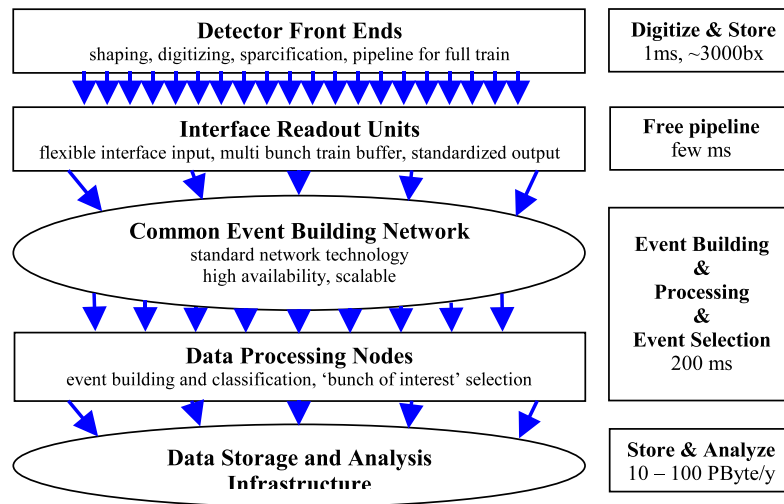 Detector Front Ends
shaping, digitizing, sparcification, pipeline for full train
Digitize & Store
1ms, ~3000bx
Interface Readout Units
flexible interface input, multi bunch train buffer, standardized output
Free pipeline
few ms
Common Event Building Network
standard network technology
high availability, scalable
Event Building
&
Processing
&
Event Selection
200 ms
Data Processing Nodes
event building and classification, ‘bunch of interest’ selection
Data Storage and Analysis
Infrastructure
Store & Analyze
10 – 100 PByte/y